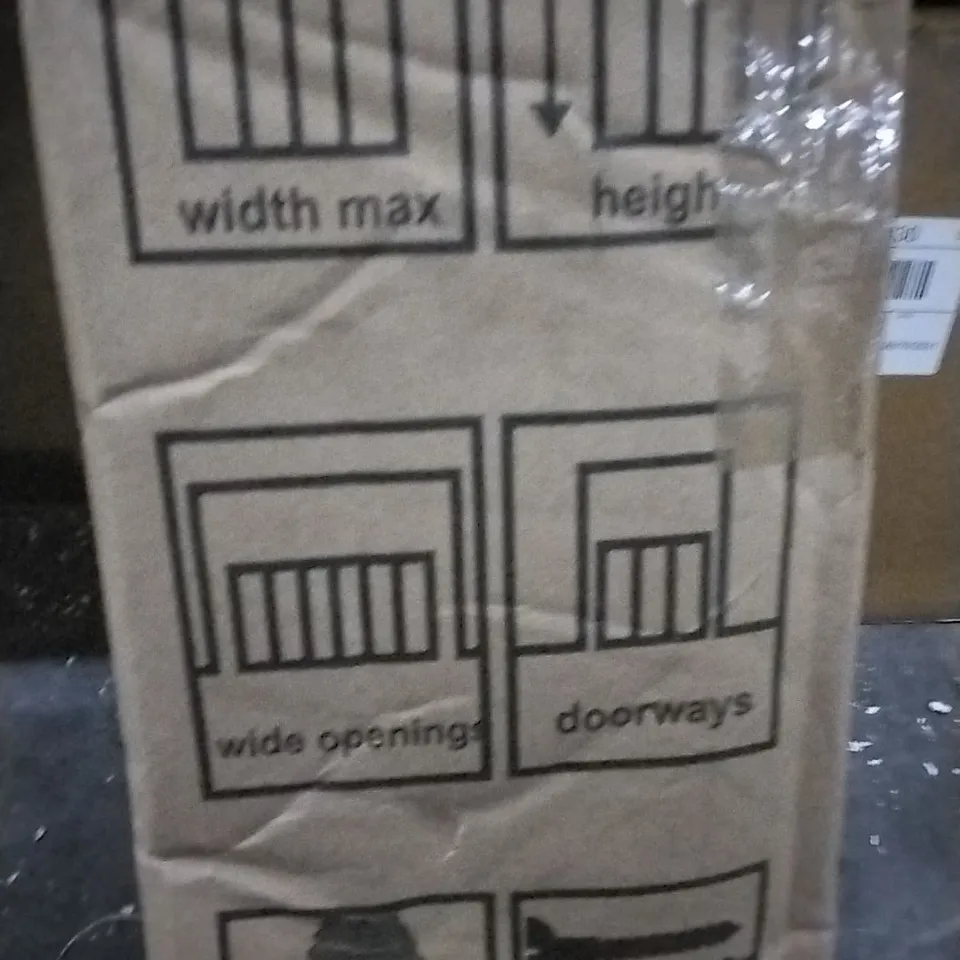 width max
heigh
wide openings
doorways